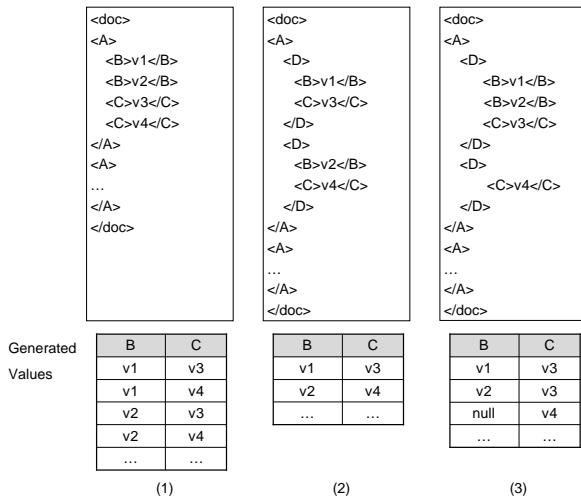 <doc>
<A>
<B>v1</B>
<B>v2</B>
<C>v3</C>
<C>v4</C>
</A>
<A>
…
</A>
</doc>
<doc>
<A>
<D>
<B>v1</B>
<C>v3</C>
</D>
<D>
<B>v2</B>
<C>v4</C>
</D>
</A>
<A>
…
</A>
</doc>
<doc>
<A>
<D>
<B>v1</B>
<B>v2</B>
<C>v3</C>
</D>
<D>
<C>v4</C>
</D>
</A>
<A>
…
</A>
</doc>
Generated
Values
B C
v1 v3
v1 v4
v2 v3
v2 v4
… …
B C
v1 v3
v2 v4
… …
B C
v1 v3
v2 v3
null v4
… …
(1) (2) (3)